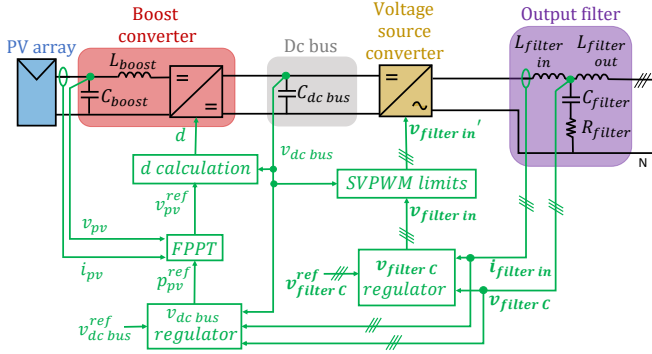 Boost
converter
PV array
L_boost
C_boost
Dc bus
C_dc bus
Voltage
source
converter
Output filter
L_filter in
L_filter out
C_filter
R_filter
N
d
v_dc bus
v_filter in'
d calculation
SVPWM limits
v_pv^ref
v_filter in
v_pv
FPPT
i_pv
p_pv^ref
v_filter C^ref
v_filter C
regulator
i_filter in
v_filter C
v_dc bus^ref
v_dc bus
regulator